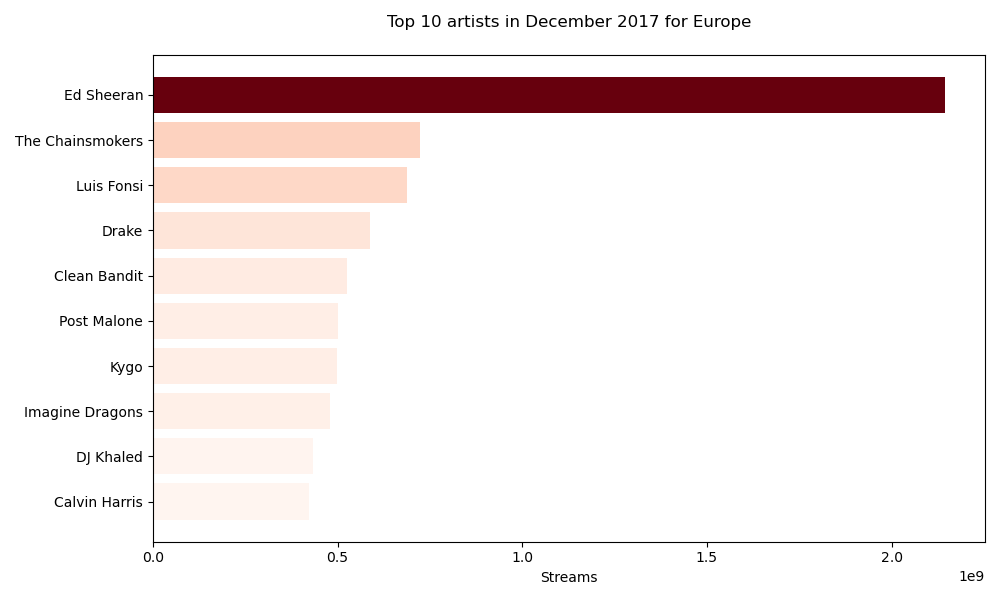 Top 10 artists in December 2017 for Europe
Ed Sheeran
The Chainsmokers
Luis Fonsi
Drake
Clean Bandit
Post Malone
Kygo
Imagine Dragons
DJ Khaled
Calvin Harris
0.0 0.5 1.0 1.5 2.0
1e9
Streams